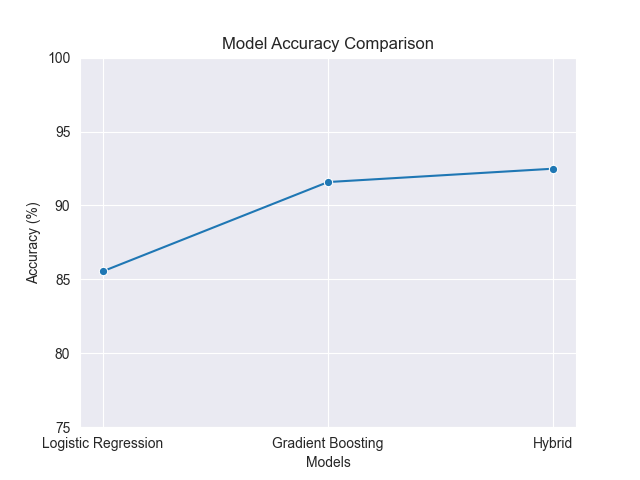 Model Accuracy Comparison
100
95
90
85
80
75
Accuracy (%)
Logistic Regression
Gradient Boosting
Hybrid
Models